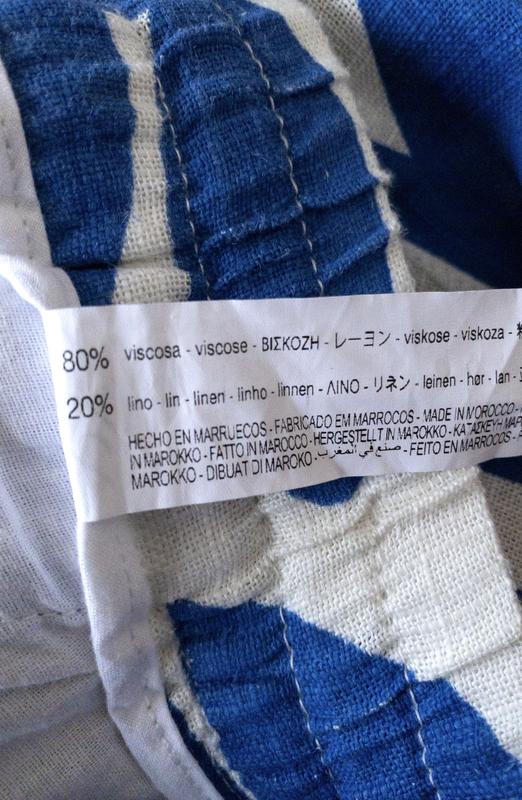 80% viscosa - viscose - ΒΙΣΚΟΖΗ - レーヨン - viskose - viskoza -
20% lino - lin - linen - linho - linnen - ΛΙΝΟ - リネン - leinen - hør - lan -
HECHO EN MARRUECOS - FABRICADO EM MARROCOS - MADE IN MOROCCO -
IN MAROKKO - FATTO IN MAROCCO - HERGESTELLT IN MAROKKO - ΚΑΤΑΣΚΕΥΗ ΜΑΡ
MAROKKO - DIBUAT DI MAROKO. صنع في المغرب - FEITO EN MARROCOS -